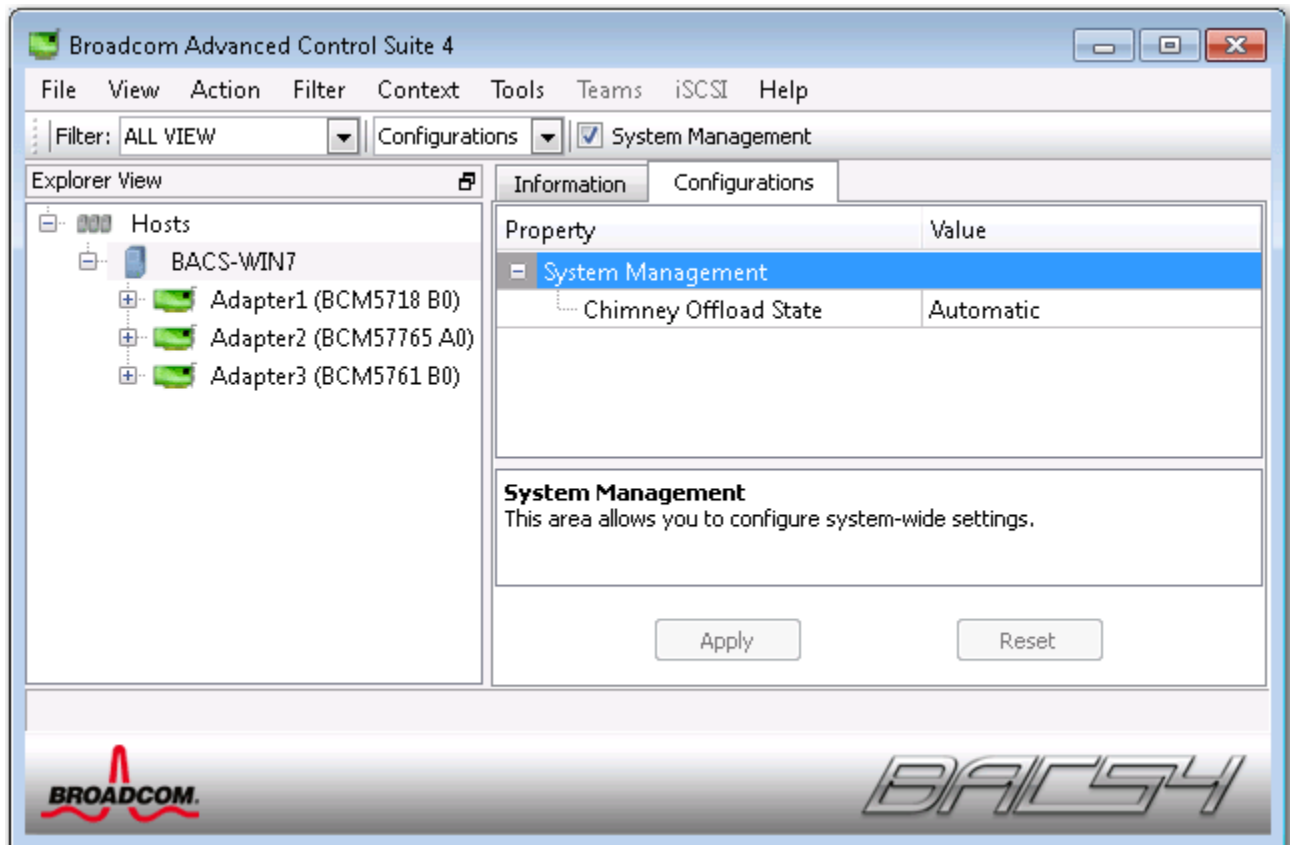 Broadcom Advanced Control Suite 4
File View Action Filter Context Tools Teams iSCSI Help
Filter: ALL VIEW Configurations System Management
Explorer View
Information Configurations
Hosts
BACS-WIN7
Adapter1 (BCM5718 B0)
Adapter2 (BCM57765 A0)
Adapter3 (BCM5761 B0)
Property Value
System Management
Chimney Offload State Automatic
System Management
This area allows you to configure system-wide settings.
Apply Reset
BROADCOM.
BACS4